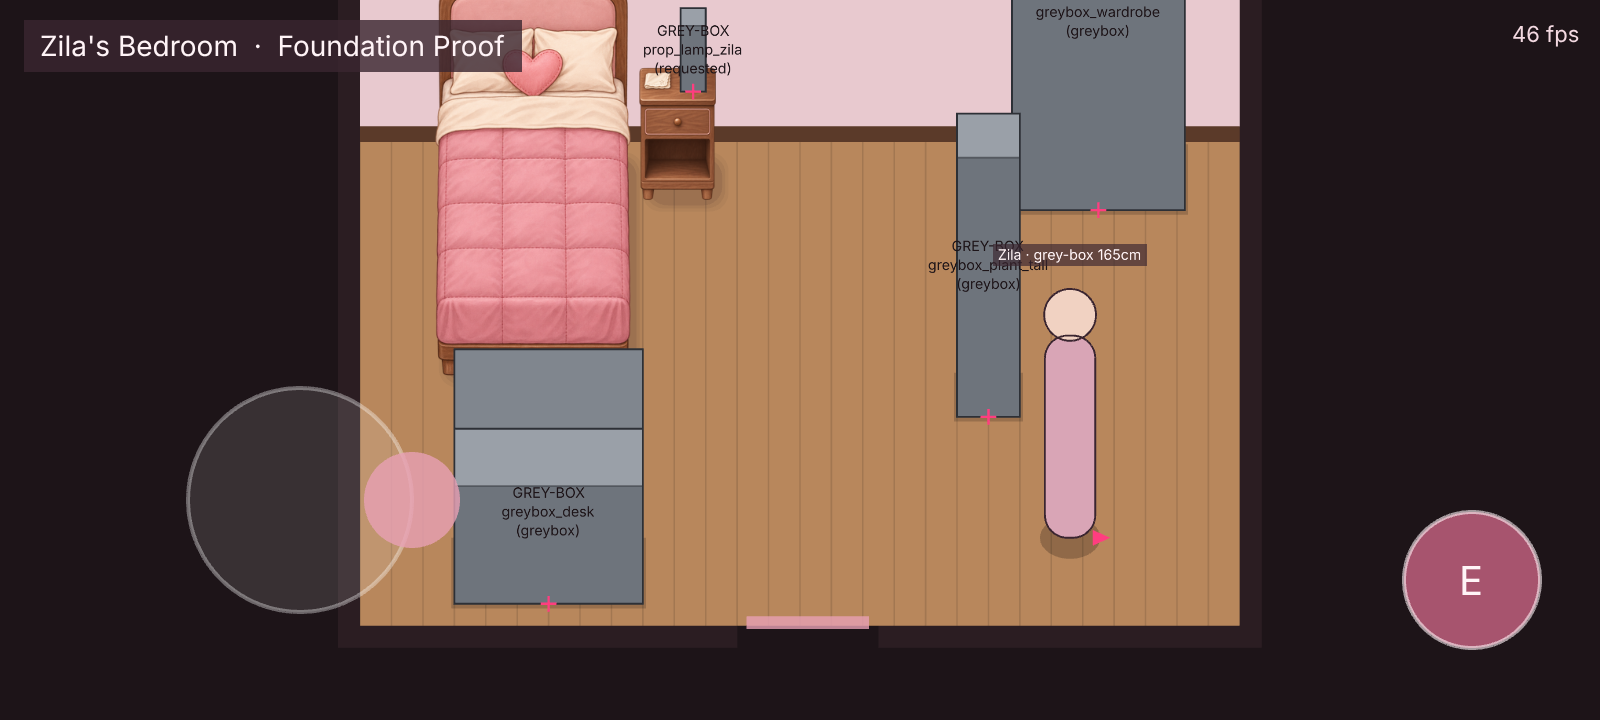 Zila's Bedroom · Foundation Proof
GREY-BOX
prop_lamp_zila
(requested)
greybox_wardrobe
(greybox)
46 fps
GREY-BOX
greybox_plant_tall
(greybox)
Zila · grey-box 165cm
GREY-BOX
greybox_desk
(greybox)
E